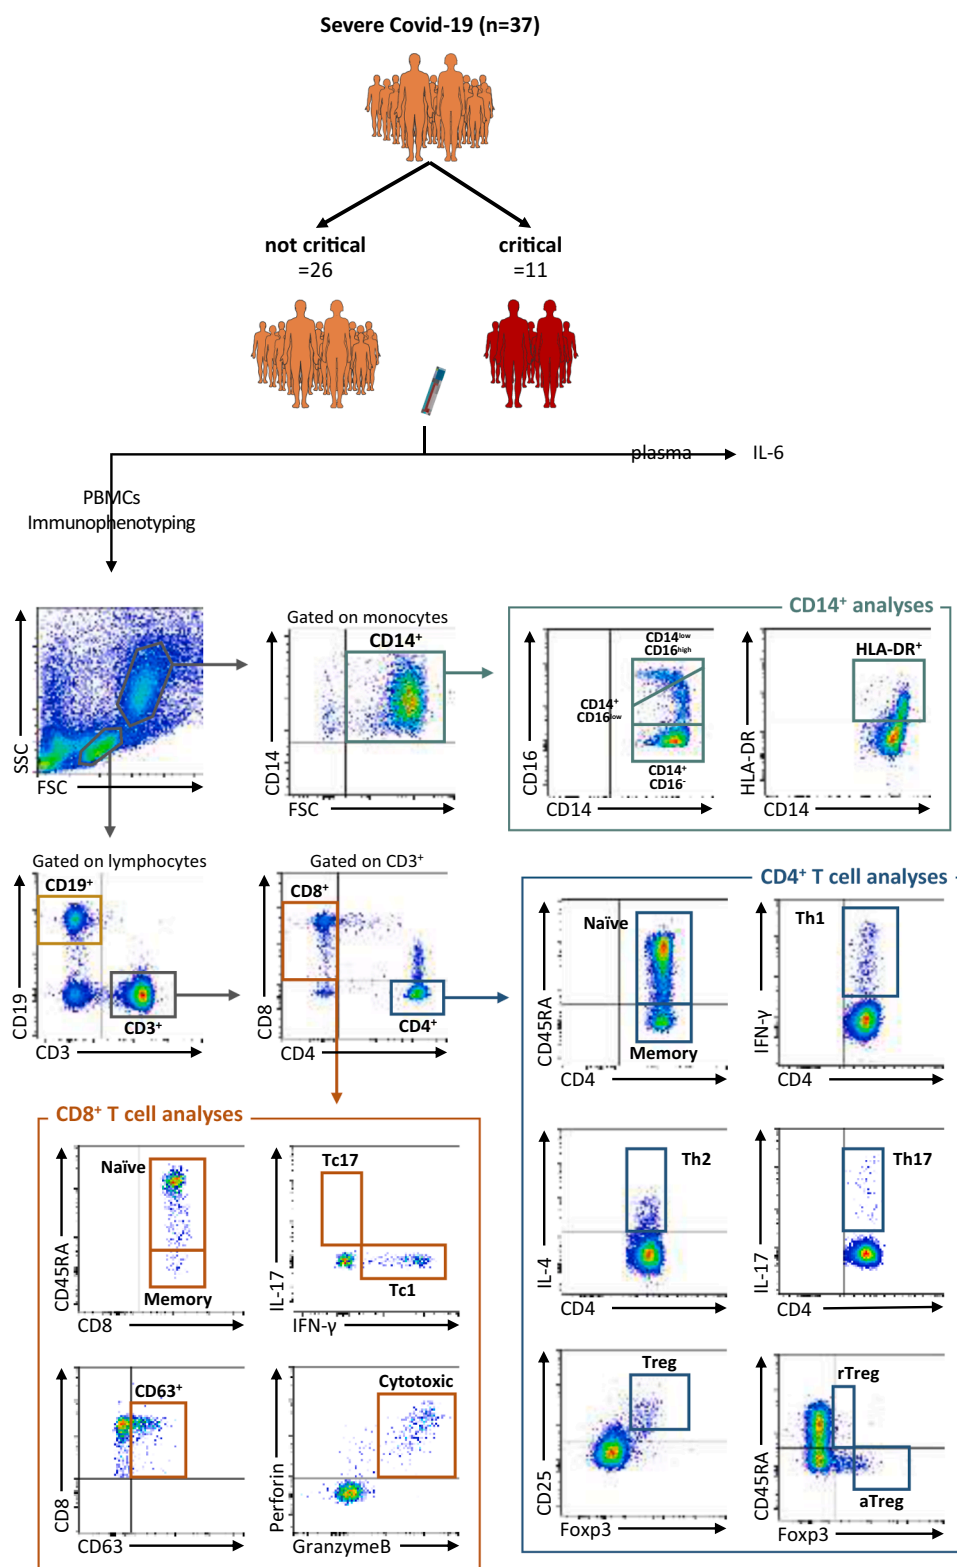 Severe Covid-19 (n=37)
not critical
=26
critical
=11
plasma
IL-6
PBMCs
Immunophenotyping
SSC
FSC
Gated on monocytes
CD14⁺
CD14
FSC
CD14⁺ analyses
CD14ˡᵒʷ
CD16ʰⁱᵍʰ
CD14⁺
CD16ˡᵒʷ
CD14⁺
CD16⁻
CD16
CD14
HLA-DR⁺
HLA-DR
CD14
Gated on lymphocytes
CD19⁺
CD3⁺
CD19
CD3
Gated on CD3⁺
CD8⁺
CD4⁺
CD8
CD4
CD4⁺ T cell analyses
Naïve
Memory
CD45RA
CD4
Th1
IFN-γ
CD4
Th2
IL-4
CD4
Th17
IL-17
CD4
Treg
CD25
Foxp3
rTreg
aTreg
CD45RA
Foxp3
CD8⁺ T cell analyses
Naïve
Memory
CD45RA
CD8
Tc17
Tc1
IL-17
IFN-γ
CD63⁺
CD8
CD63
Cytotoxic
Perforin
GranzymeB